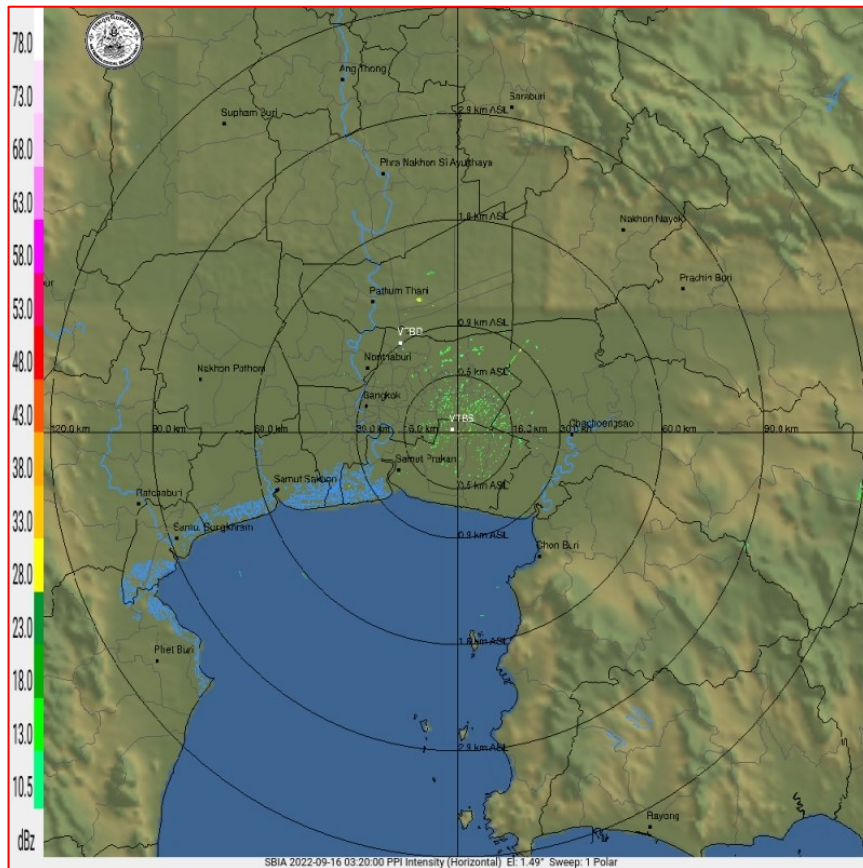 78.0
73.0
68.0
63.0
58.0
53.0
48.0
43.0
38.0
33.0
28.0
23.0
18.0
13.0
10.5
dBz
Ang Thong
Saraburi
2.9 km ASL
Supham Buri
Phra Nakhon Si Ayutthaya
1.6 km ASL
Nakhon Nayok
Prachin Buri
Pathum Thani
0.9 km ASL
VTBD
Nonthaburi
0.5 km ASL
Nakhon Pathom
Bangkok
VTBS
Chachoengsao
120.0 km
90.0 km
60.0 km
30.0 km
16.2 km
30.0 km
60.0 km
90.0 km
Samut Prakan
Samut Sakhon
0.5 km ASL
Ratchaburi
0.9 km ASL
Samut Songkhram
Chon Buri
1.6 km ASL
Phet Buri
2.9 km ASL
Rayong
SBIA 2022-09-16 03:20:00 PPI Intensity (Horizontal) El: 1.49° Sweep: 1 Polar